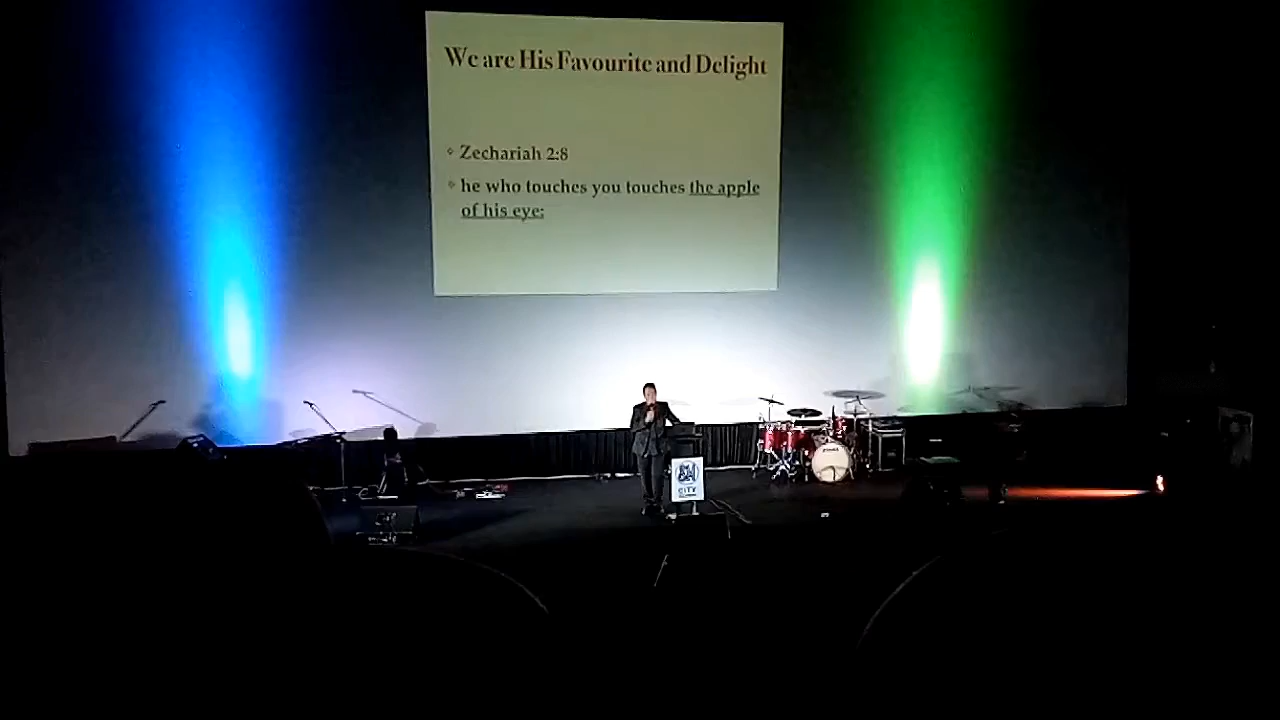 We are His Favourite and Delight
Zechariah 2:8
he who touches you touches the apple
of his eye:
CITY